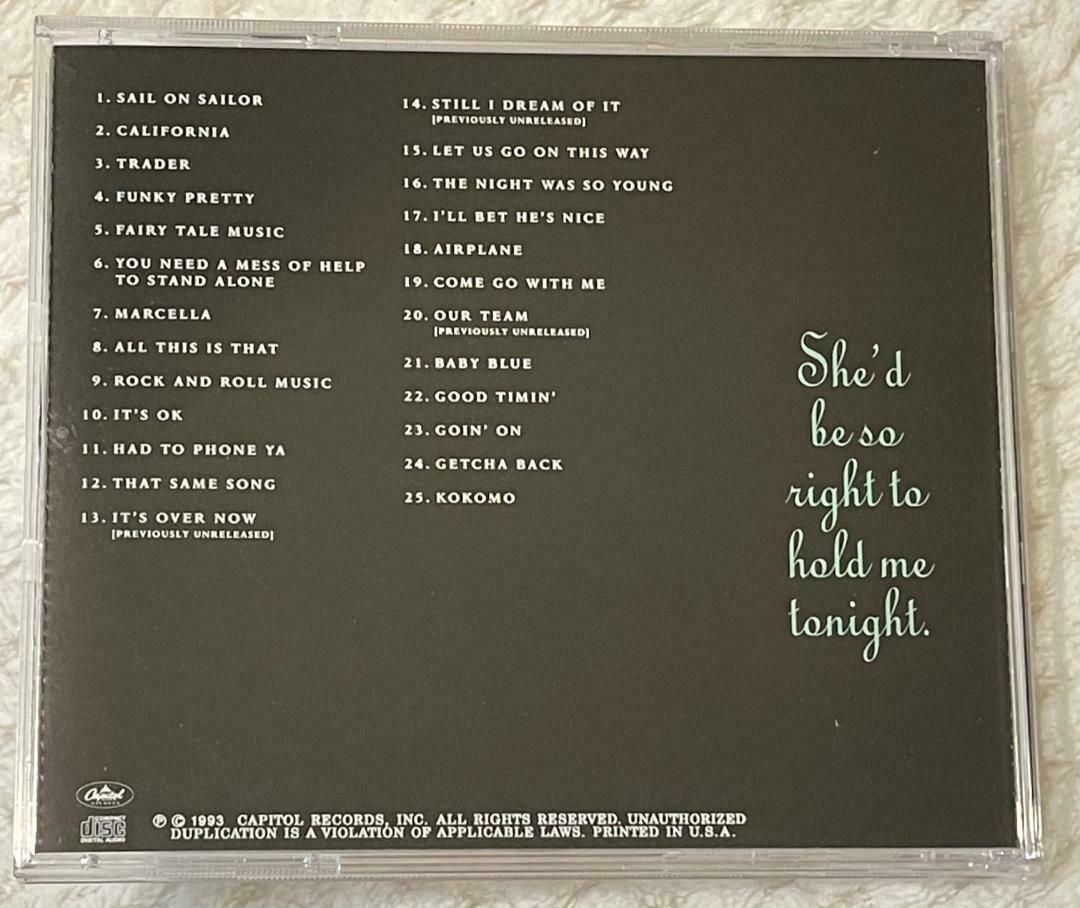 1. SAIL ON SAILOR
2. CALIFORNIA
3. TRADER
4. FUNKY PRETTY
5. FAIRY TALE MUSIC
6. YOU NEED A MESS OF HELP
TO STAND ALONE
7. MARCELLA
8. ALL THIS IS THAT
9. ROCK AND ROLL MUSIC
10. IT'S OK
11. HAD TO PHONE YA
12. THAT SAME SONG
13. IT'S OVER NOW
[PREVIOUSLY UNRELEASED]
14. STILL I DREAM OF IT
[PREVIOUSLY UNRELEASED]
15. LET US GO ON THIS WAY
16. THE NIGHT WAS SO YOUNG
17. I'LL BET HE'S NICE
18. AIRPLANE
19. COME GO WITH ME
20. OUR TEAM
[PREVIOUSLY UNRELEASED]
21. BABY BLUE
22. GOOD TIMIN'
23. GOIN' ON
24. GETCHA BACK
25. KOKOMO
She'd
be so
right to
hold me
tonight.
Capitol
RECORDS
COMPACT
disc
DIGITAL AUDIO
℗ © 1993 CAPITOL RECORDS, INC. ALL RIGHTS RESERVED. UNAUTHORIZED
DUPLICATION IS A VIOLATION OF APPLICABLE LAWS. PRINTED IN U.S.A.